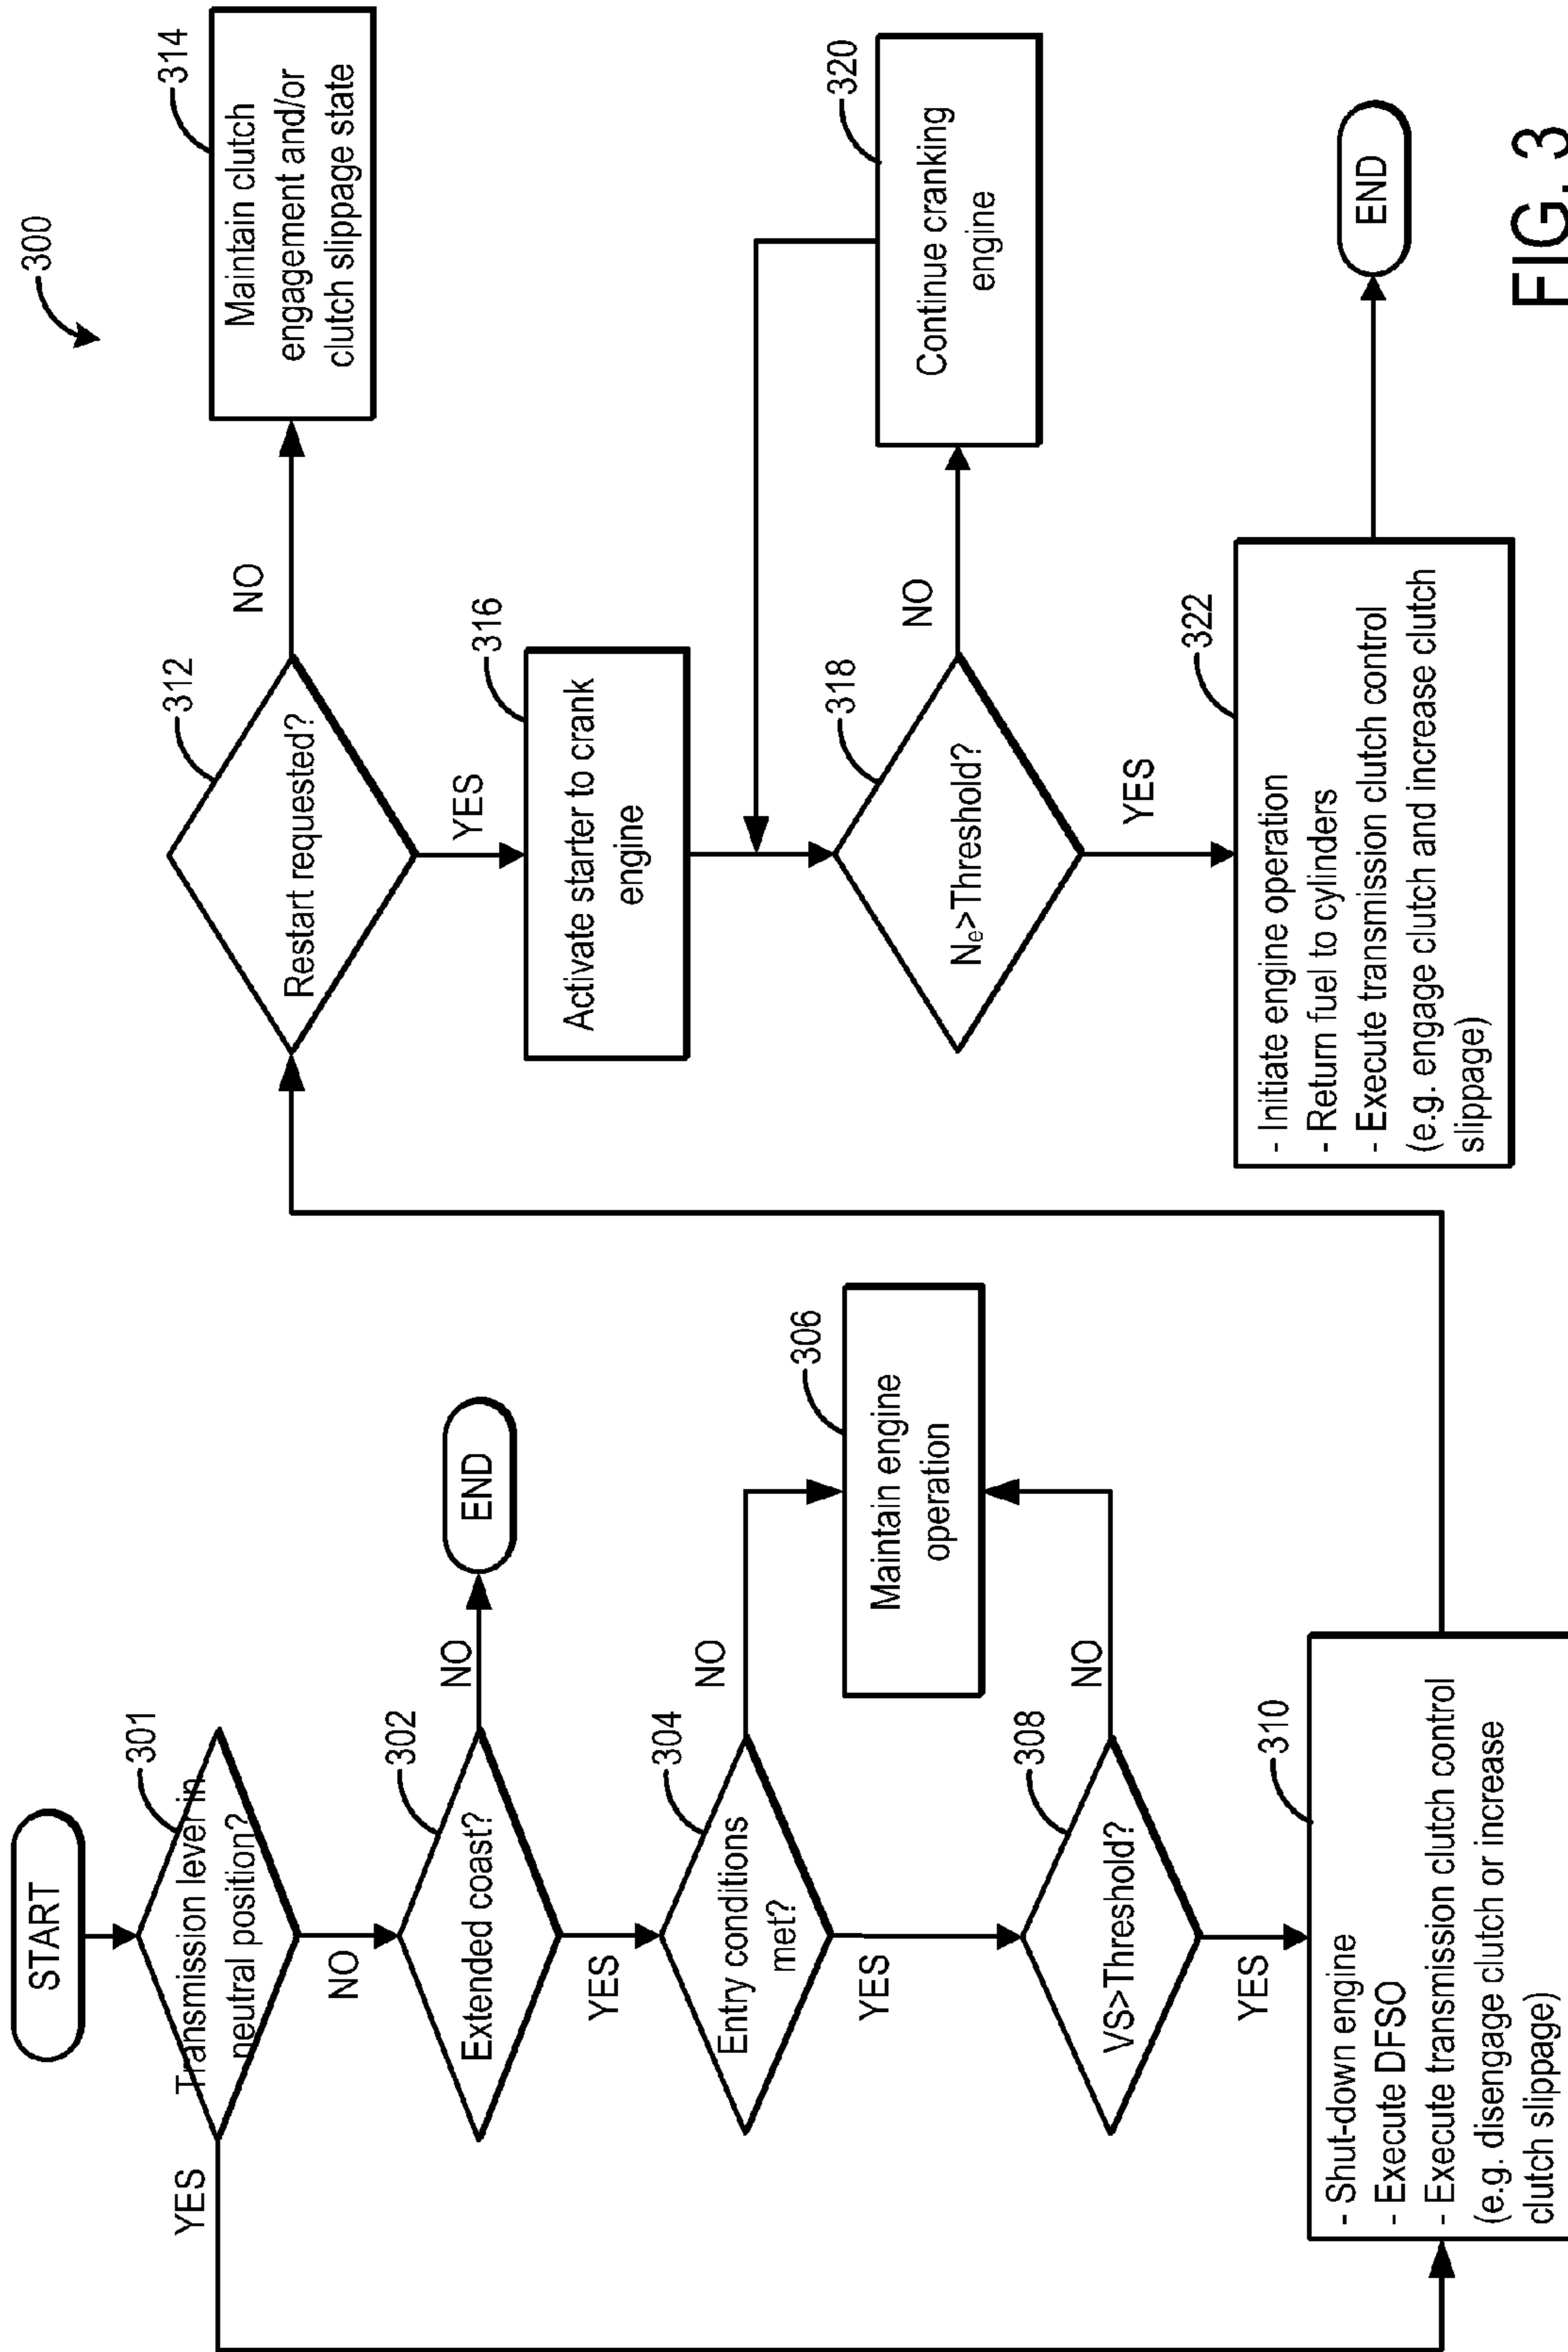 300
START
301
Transmission lever in
neutral position?
YES
NO
302
Extended coast?
NO
END
YES
304
Entry conditions
met?
NO
YES
306
Maintain engine
operation
308
VS>Threshold?
NO
YES
310
- Shut-down engine
- Execute DFSO
- Execute transmission clutch control
(e.g. disengage clutch or increase
clutch slippage)
312
Restart requested?
NO
314
Maintain clutch
engagement and/or
clutch slippage state
YES
316
Activate starter to crank
engine
318
Ne>Threshold?
NO
320
Continue cranking
engine
YES
322
- Initiate engine operation
- Return fuel to cylinders
- Execute transmission clutch control
(e.g. engage clutch and increase clutch
slippage)
END
FIG. 3